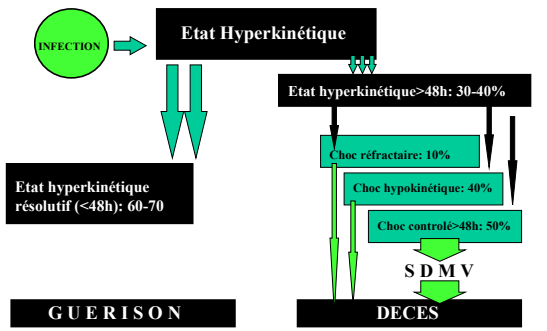 Etat Hyperkinétique
INFECTION
Etat hyperkinétique>48h: 30-40%
Choc réfractaire: 10%
Etat hyperkinétique
résolutif (<48h): 60-70
Choc hypokinétique: 40%
Choc controlé>48h: 50%
S D M V
G U E R I S O N
DECES